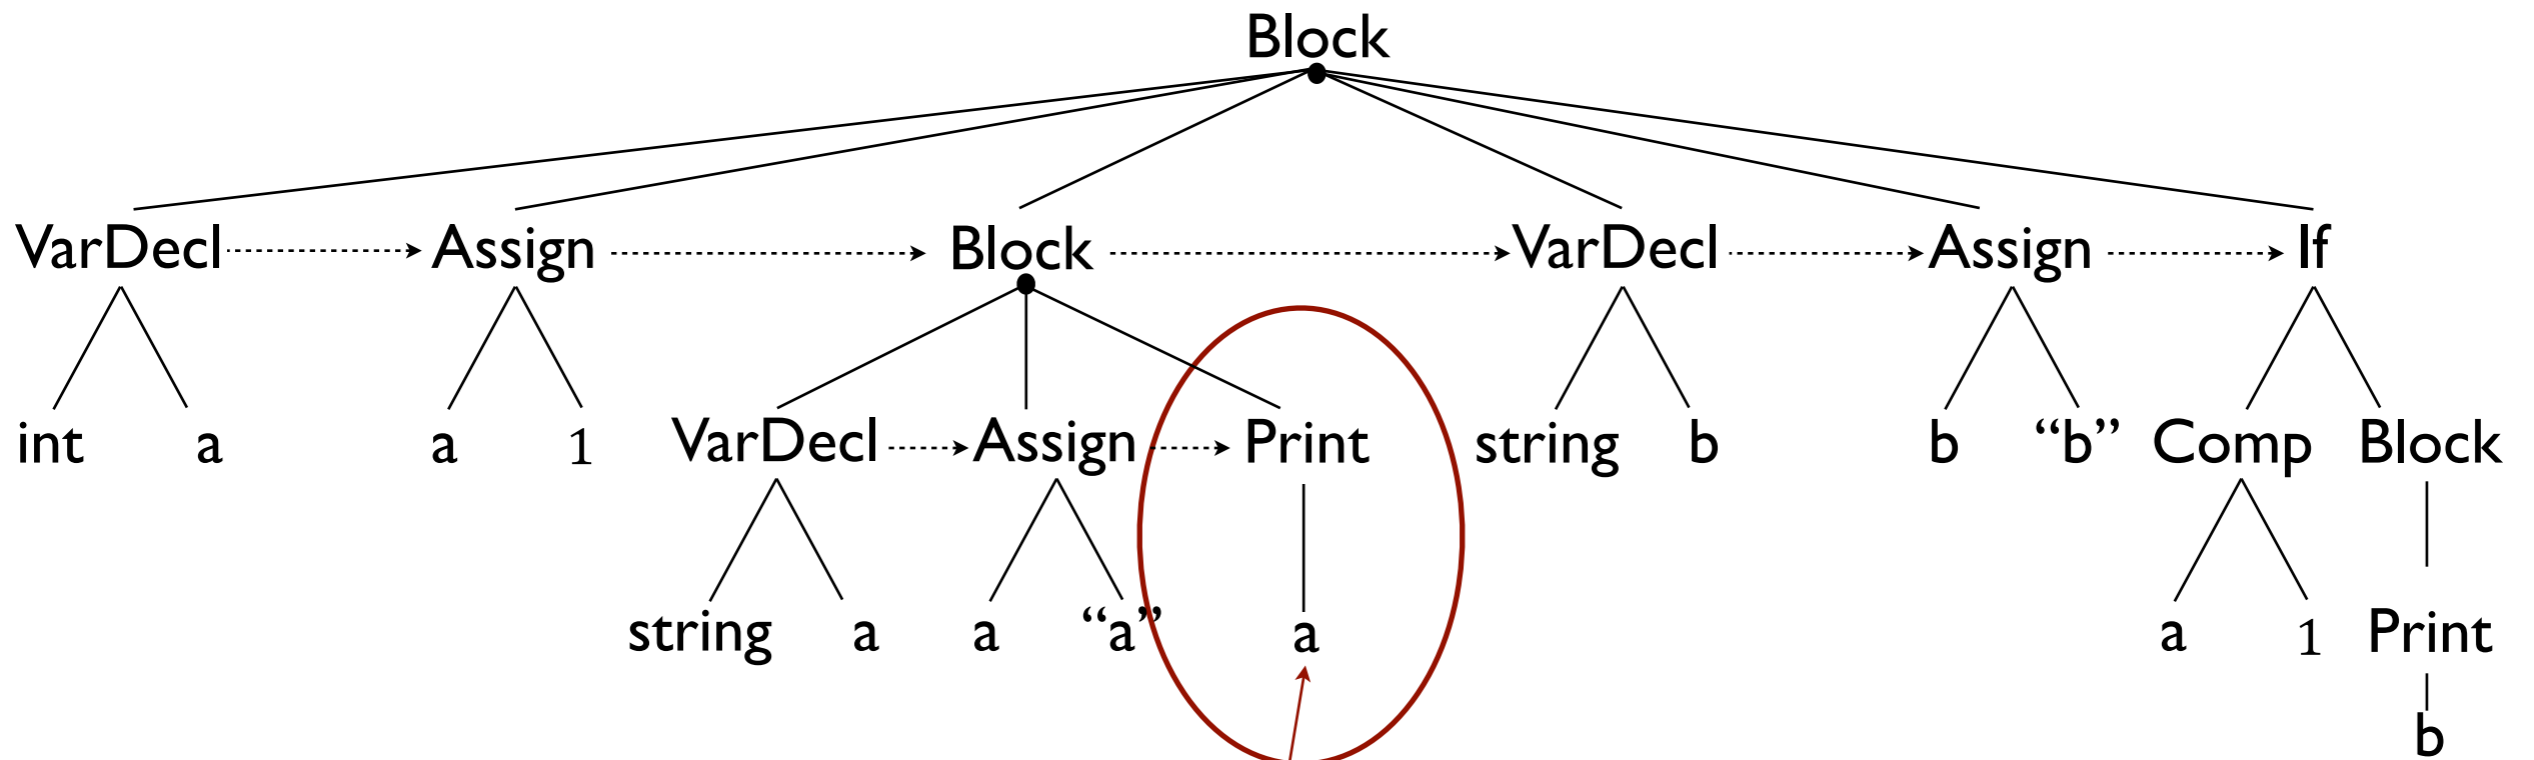 Block
VarDecl Assign Block VarDecl Assign If
int a a 1 VarDecl Assign Print string b b “b” Comp Block
string a a “a” a a 1 Print
b